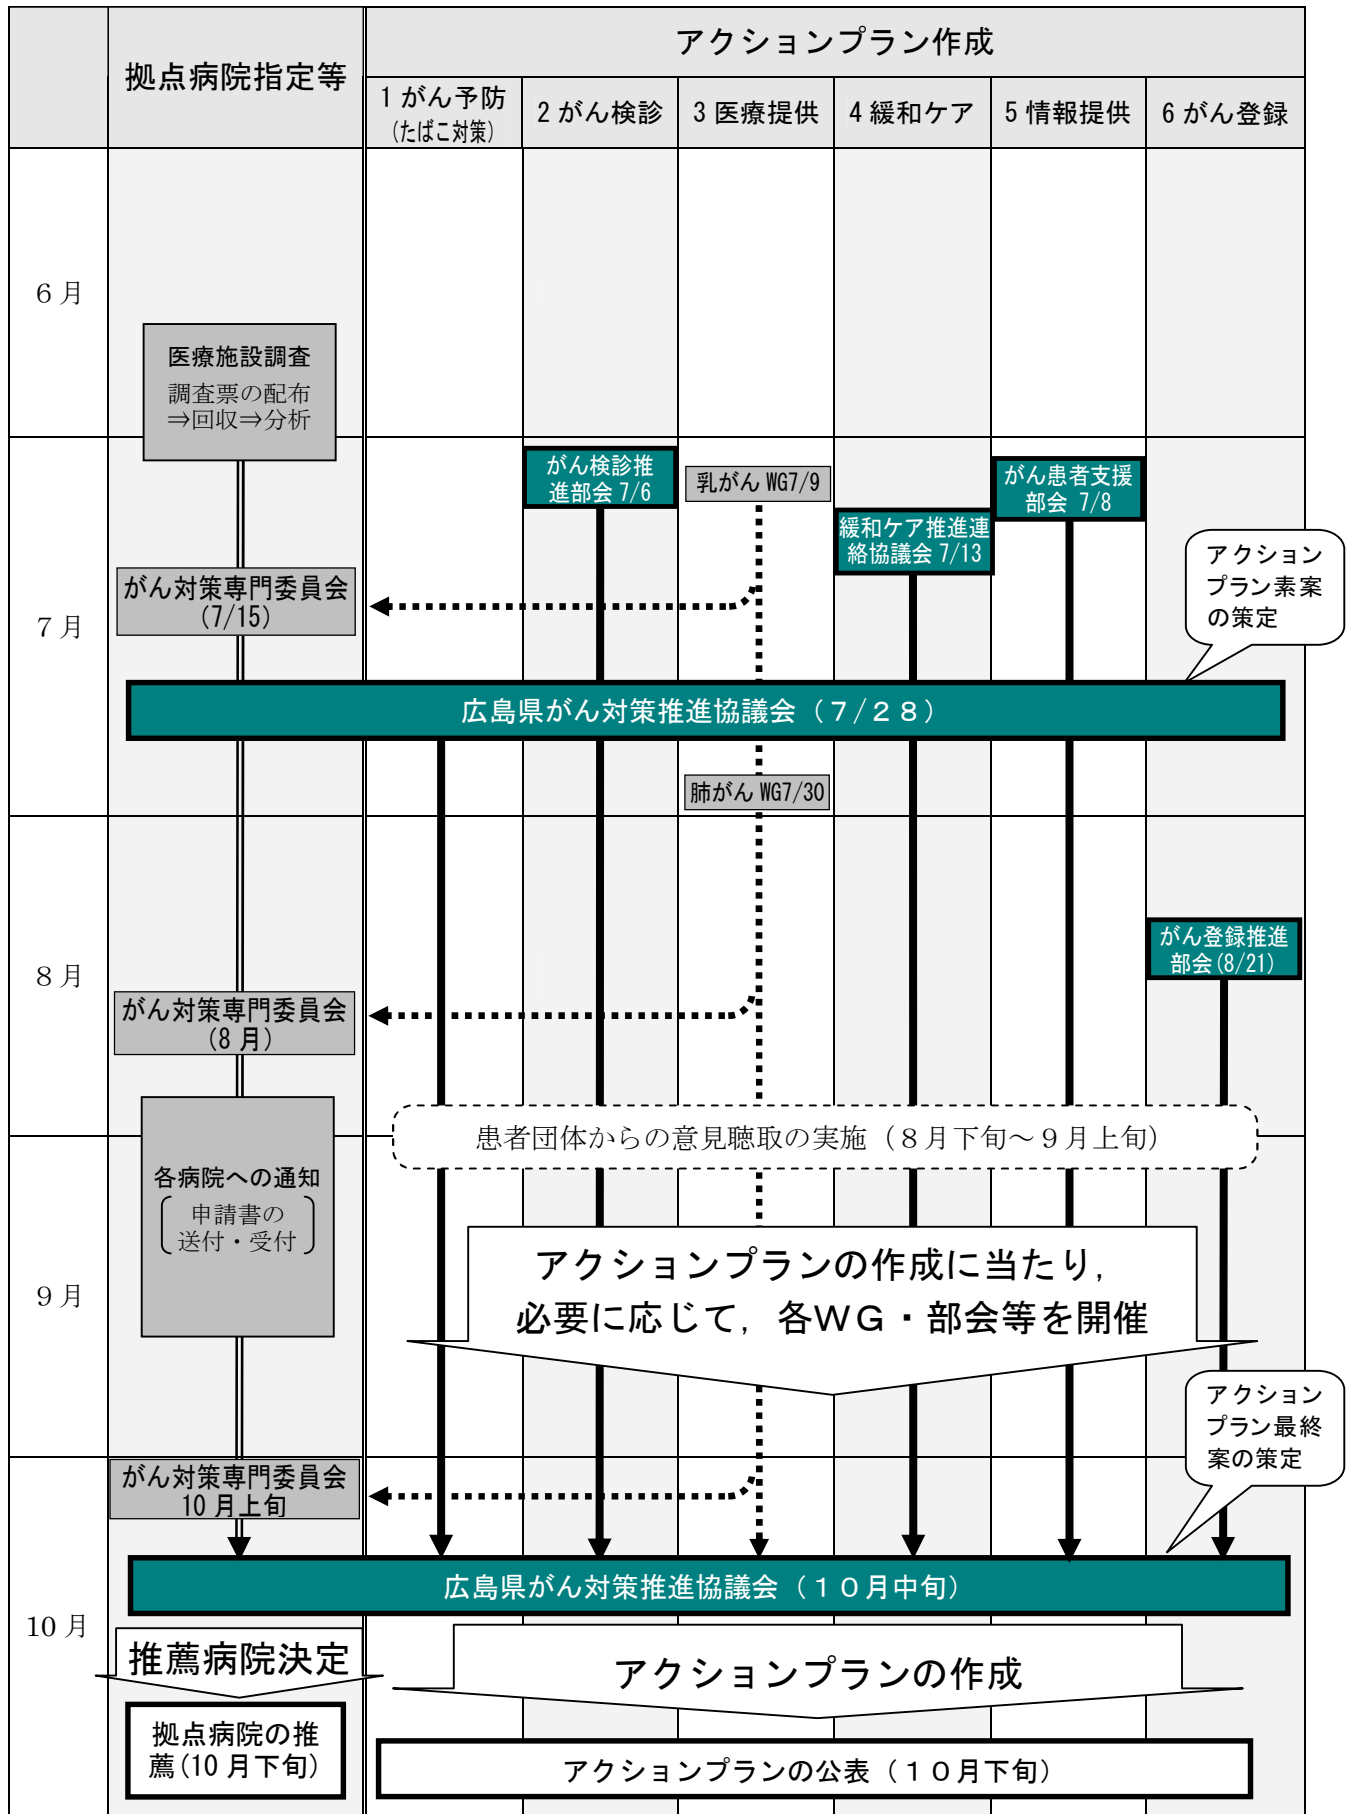 拠点病院指定等
アクションプラン作成
1 がん予防
(たばこ対策)
2 がん検診
3 医療提供
4 緩和ケア
5 情報提供
6 がん登録
6月
医療施設調査
調査票の配布
⇒回収⇒分析
7月
がん検診推
進部会 7/6
乳がん WG7/9
緩和ケア推進連
絡協議会 7/13
がん患者支援
部会 7/8
アクション
プラン素案
の策定
がん対策専門委員会
(7/15)
広島県がん対策推進協議会（７/２８）
肺がん WG7/30
8月
がん登録推進
部会(8/21)
がん対策専門委員会
(8 月)
患者団体からの意見聴取の実施（８月下旬～９月上旬）
各病院への通知
申請書の
送付・受付
9月
アクションプランの作成に当たり，
必要に応じて，各ＷＧ・部会等を開催
アクション
プラン最終
案の策定
10 月
がん対策専門委員会
10 月上旬
広島県がん対策推進協議会（１０月中旬）
推薦病院決定
アクションプランの作成
拠点病院の推
薦(10 月下旬)
アクションプランの公表（１０月下旬）